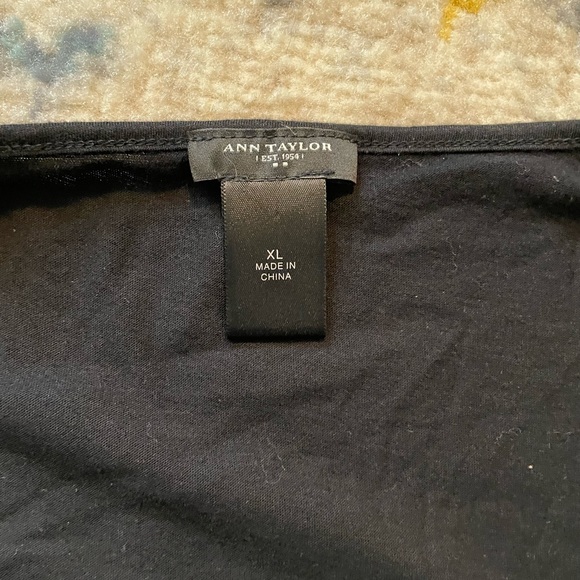 ANN TAYLOR
EST. 1954
XL
MADE IN
CHINA